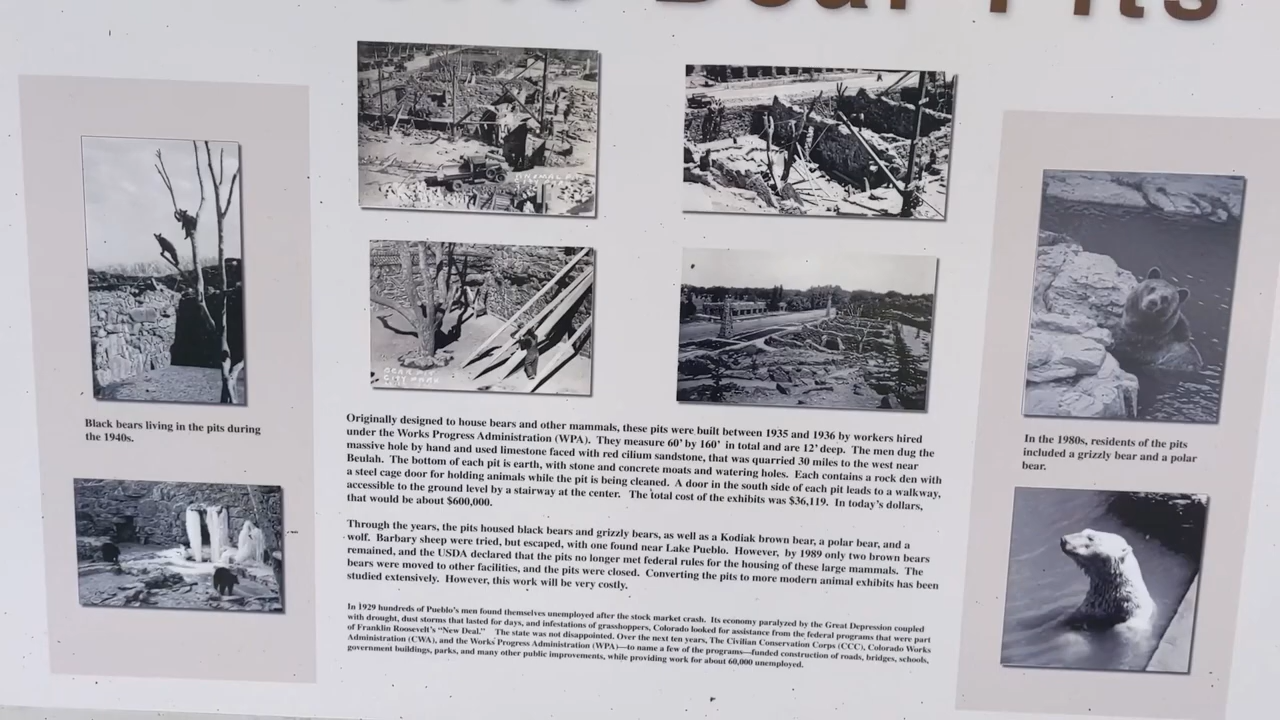 Bear Pits
Black bears living in the pits during
the 1940s.
BEAR PIT
CITY PARK
Originally designed to house bears and other mammals, these pits were built between 1935 and 1936 by workers hired
under the Works Progress Administration (WPA). They measure 60' by 160' in total and are 12' deep. The men dug the
massive hole by hand and used limestone faced with red cilium sandstone, that was quarried 30 miles to the west near
Beulah. The bottom of each pit is earth, with stone and concrete moats and watering holes. Each contains a rock den with
a steel cage door for holding animals while the pit is being cleaned. A door in the south side of each pit leads to a walkway,
accessible to the ground level by a stairway at the center. The total cost of the exhibits was $36,119. In today's dollars,
that would be about $600,000.
Through the years, the pits housed black bears and grizzly bears, as well as a Kodiak brown bear, a polar bear, and a
wolf. Barbary sheep were tried, but escaped, with one found near Lake Pueblo. However, by 1989 only two brown bears
remained, and the USDA declared that the pits no longer met federal rules for the housing of these large mammals. The
bears were moved to other facilities, and the pits were closed. Converting the pits to more modern animal exhibits has been
studied extensively. However, this work will be very costly.
In 1929 hundreds of Pueblo's men found themselves unemployed after the stock market crash. Its economy paralyzed by the Great Depression coupled
with drought, dust storms that lasted for days, and infestations of grasshoppers, Colorado looked for assistance from the federal programs that were part
of Franklin Roosevelt's "New Deal." The state was not disappointed. Over the next ten years, The Civilian Conservation Corps (CCC), Colorado Works
Administration (CWA), and the Works Progress Administration (WPA)—to name a few of the programs—funded construction of roads, bridges, schools,
government buildings, parks, and many other public improvements, while providing work for about 60,000 unemployed.
In the 1980s, residents of the pits
included a grizzly bear and a polar
bear.